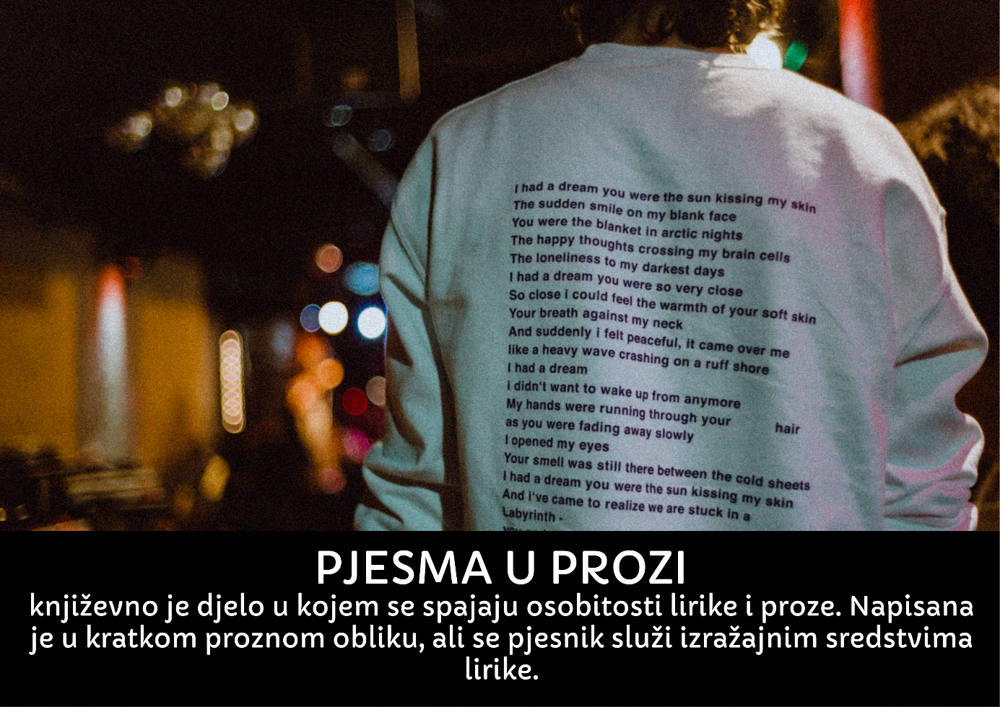 I had a dream you were the sun kissing my skin
The sudden smile on my blank face
You were the blanket in arctic nights
The happy thoughts crossing my brain cells
The loneliness to my darkest days
I had a dream you were so very close
So close i could feel the warmth of your soft skin
Your breath against my neck
And suddenly i felt peaceful, it came over me
like a heavy wave crashing on a ruff shore
I had a dream
i didn't want to wake up from anymore
My hands were running through your hair
as you were fading away slowly
I opened my eyes
Your smell was still there between the cold sheets
I had a dream you were the sun kissing my skin
And i've came to realize we are stuck in a
Labyrinth -
PJESMA U PROZI
književno je djelo u kojem se spajaju osobitosti lirike i proze. Napisana
je u kratkom proznom obliku, ali se pjesnik služi izražajnim sredstvima
lirike.